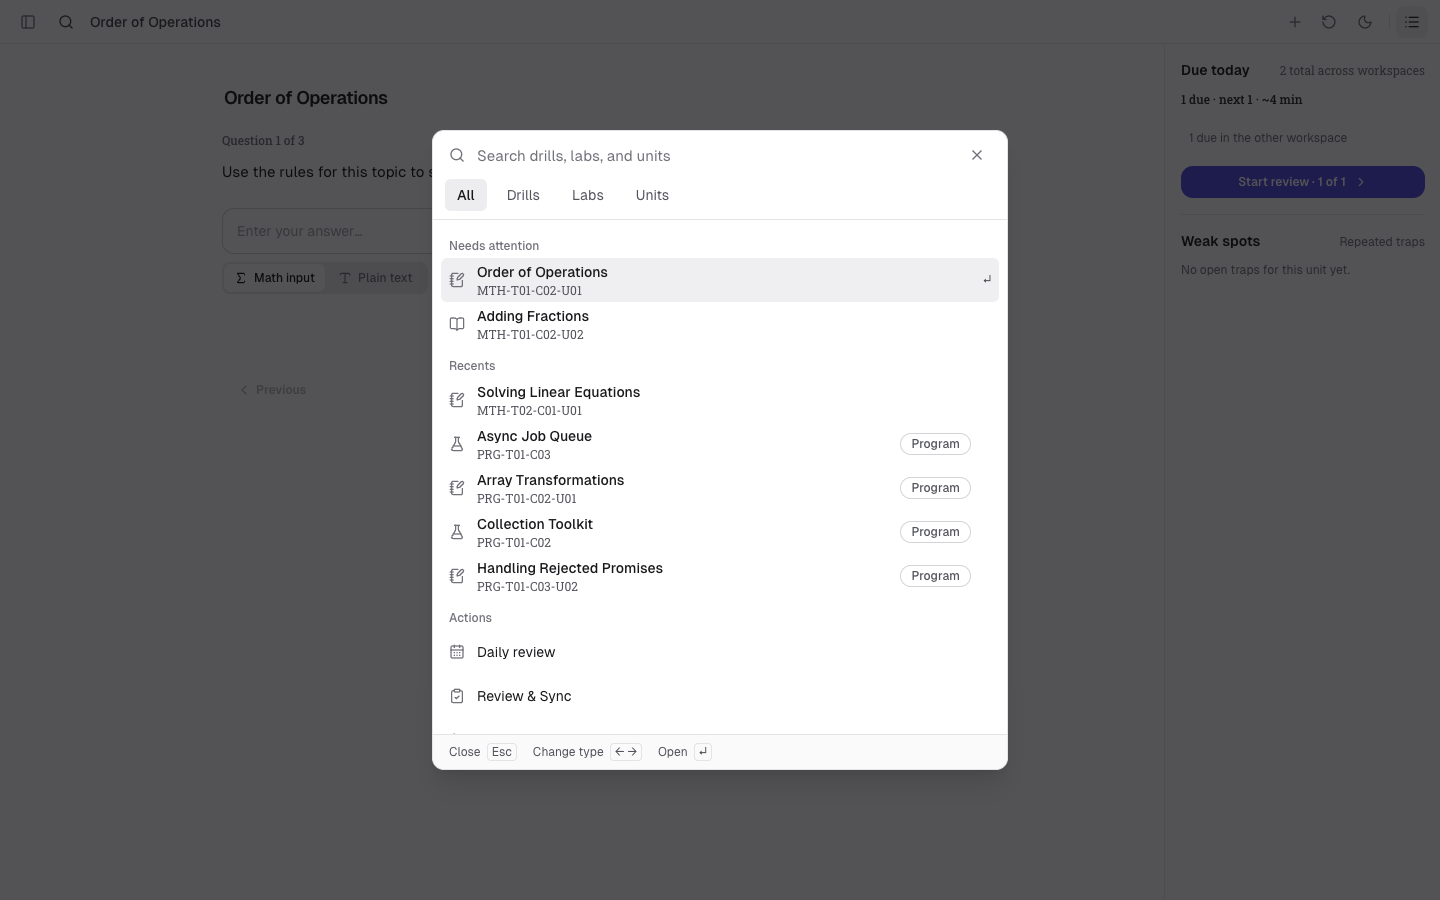 Order of Operations
Order of Operations
Question 1 of 3
Use the rules for this topic to
Enter your answer...
Math input
Plain text
Previous
Search drills, labs, and units
All Drills Labs Units
Needs attention
Order of Operations
MTH-T01-C02-U01
Adding Fractions
MTH-T01-C02-U02
Recents
Solving Linear Equations
MTH-T02-C01-U01
Async Job Queue
PRG-T01-C03
Program
Array Transformations
PRG-T01-C02-U01
Program
Collection Toolkit
PRG-T01-C02
Program
Handling Rejected Promises
PRG-T01-C03-U02
Program
Actions
Daily review
Review & Sync
Close Esc Change type ←→ Open ↵
Due today 2 total across workspaces
1 due · next 1 · ~4 min
1 due in the other workspace
Start review · 1 of 1
Weak spots Repeated traps
No open traps for this unit yet.